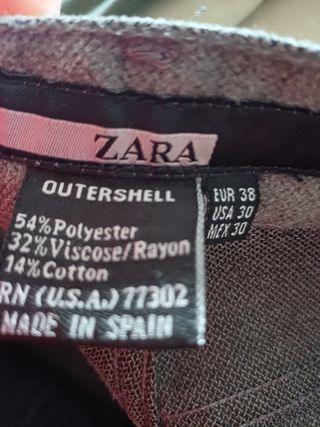 ZARA
OUTERSHELL
54%Polyester
32%Viscose/Rayon
14%Cotton
RN (U.S.A.) 77302
MADE IN SPAIN
EUR 38
USA 30
MEX 30